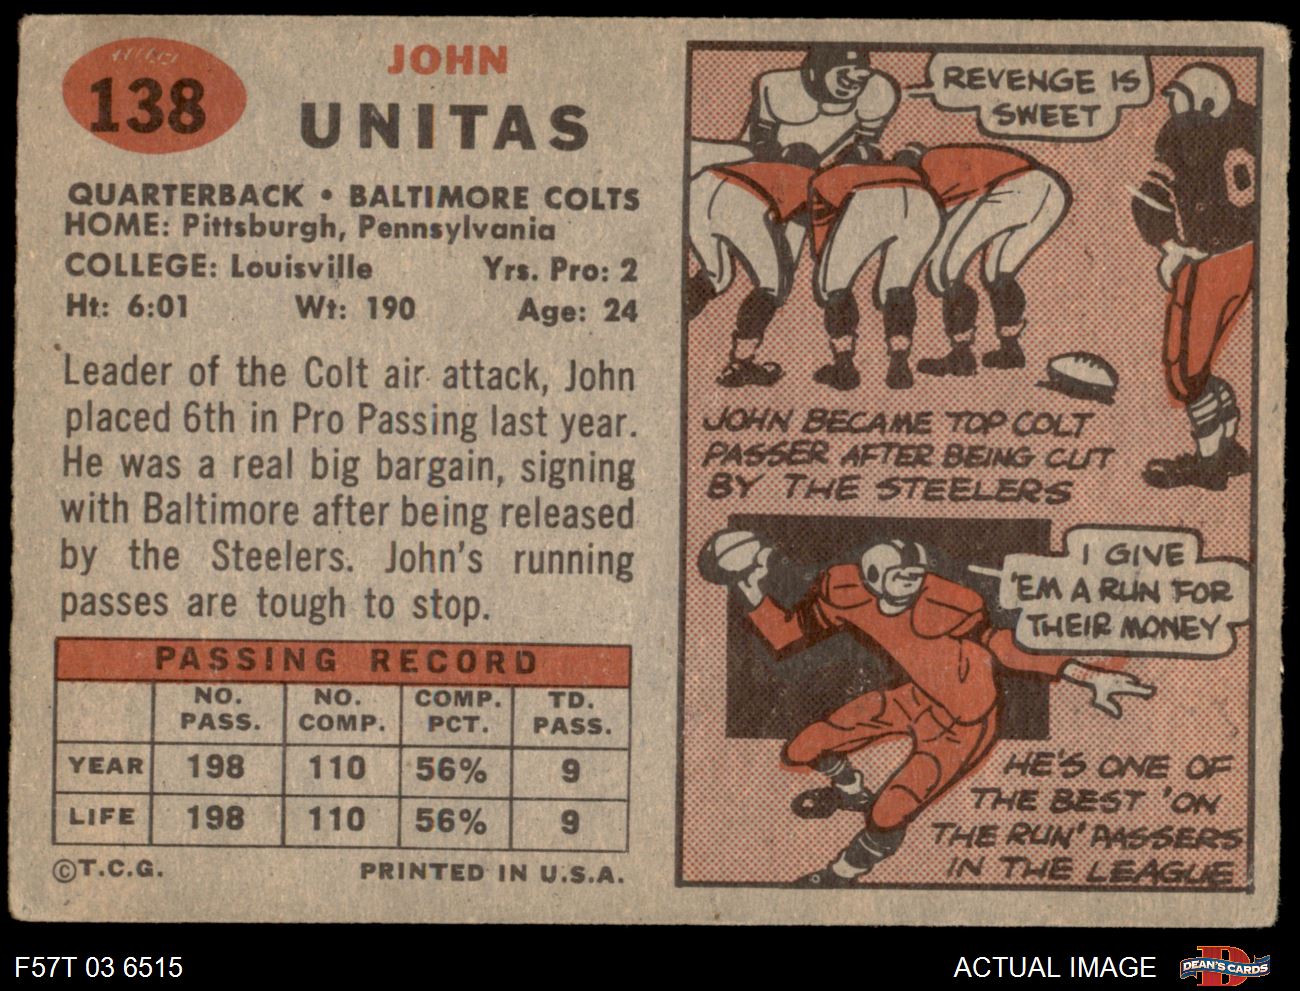 138
JOHN
UNITAS
QUARTERBACK • BALTIMORE COLTS
HOME: Pittsburgh, Pennsylvania
COLLEGE: Louisville Yrs. Pro: 2
Ht: 6:01 Wt: 190 Age: 24
Leader of the Colt air attack, John
placed 6th in Pro Passing last year.
He was a real big bargain, signing
with Baltimore after being released
by the Steelers. John's running
passes are tough to stop.
PASSING RECORD
NO. PASS. NO. COMP. COMP. PCT. TD. PASS.
YEAR 198 110 56% 9
LIFE 198 110 56% 9
©T.C.G. PRINTED IN U.S.A.
REVENGE IS
SWEET
0
JOHN BECAME TOP COLT
PASSER AFTER BEING CUT
BY THE STEELERS
I GIVE
'EM A RUN FOR
THEIR MONEY
HE'S ONE OF
THE BEST 'ON
THE RUN' PASSERS
IN THE LEAGUE
F57T 03 6515
ACTUAL IMAGE
D
DEAN'S CARDS